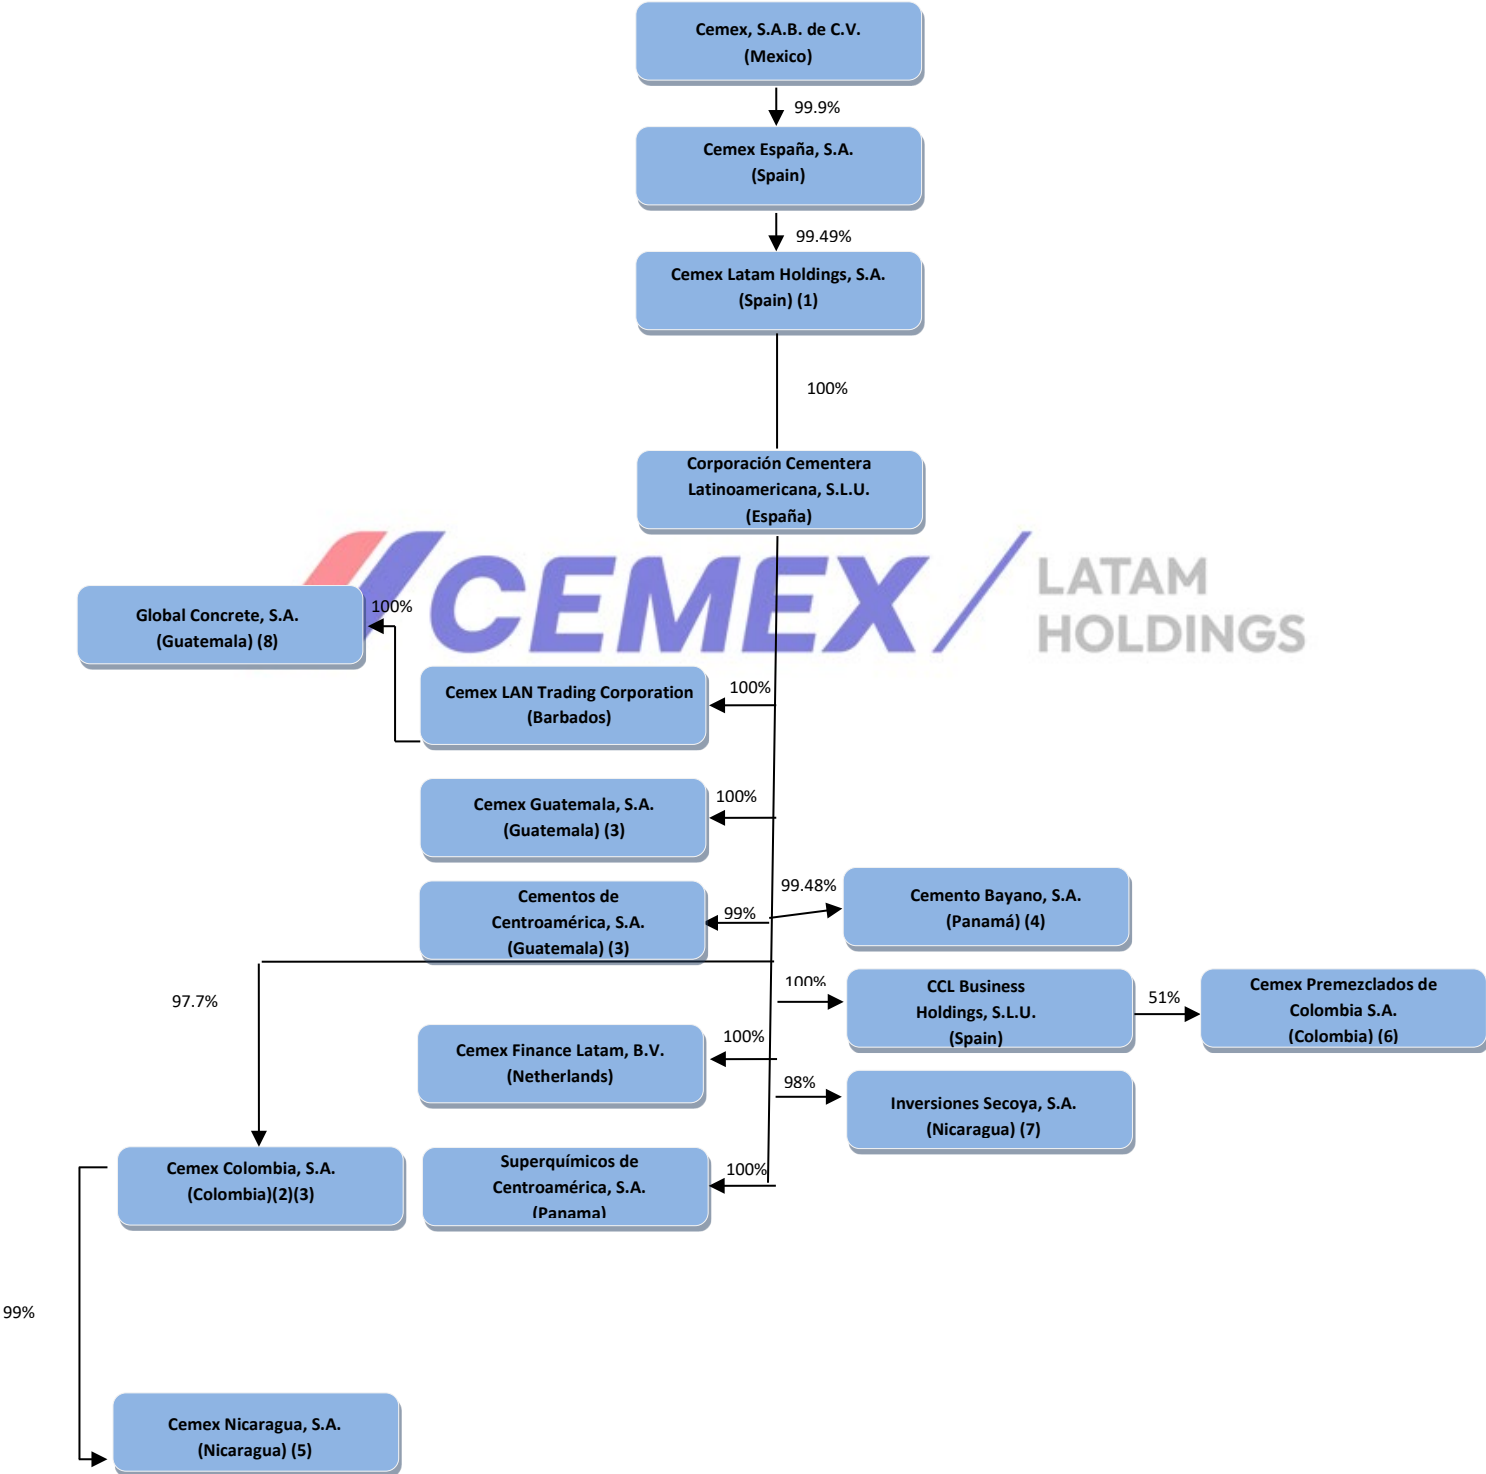 Cemex, S.A.B. de C.V.
(Mexico)
99.9%
Cemex España, S.A.
(Spain)
99.49%
Cemex Latam Holdings, S.A.
(Spain) (1)
100%
Corporación Cementera
Latinoamericana, S.L.U.
(España)
CEMEX
LATAM
HOLDINGS
Global Concrete, S.A.
(Guatemala) (8)
100%
Cemex LAN Trading Corporation
(Barbados)
100%
Cemex Guatemala, S.A.
(Guatemala) (3)
100%
Cementos de
Centroamérica, S.A.
(Guatemala) (3)
99%
99.48%
Cemento Bayano, S.A.
(Panamá) (4)
97.7%
100%
CCL Business
Holdings, S.L.U.
(Spain)
51%
Cemex Premezclados de
Colombia S.A.
(Colombia) (6)
Cemex Finance Latam, B.V.
(Netherlands)
100%
98%
Inversiones Secoya, S.A.
(Nicaragua) (7)
Cemex Colombia, S.A.
(Colombia)(2)(3)
Superquímicos de
Centroamérica, S.A.
(Panama)
100%
99%
Cemex Nicaragua, S.A.
(Nicaragua) (5)